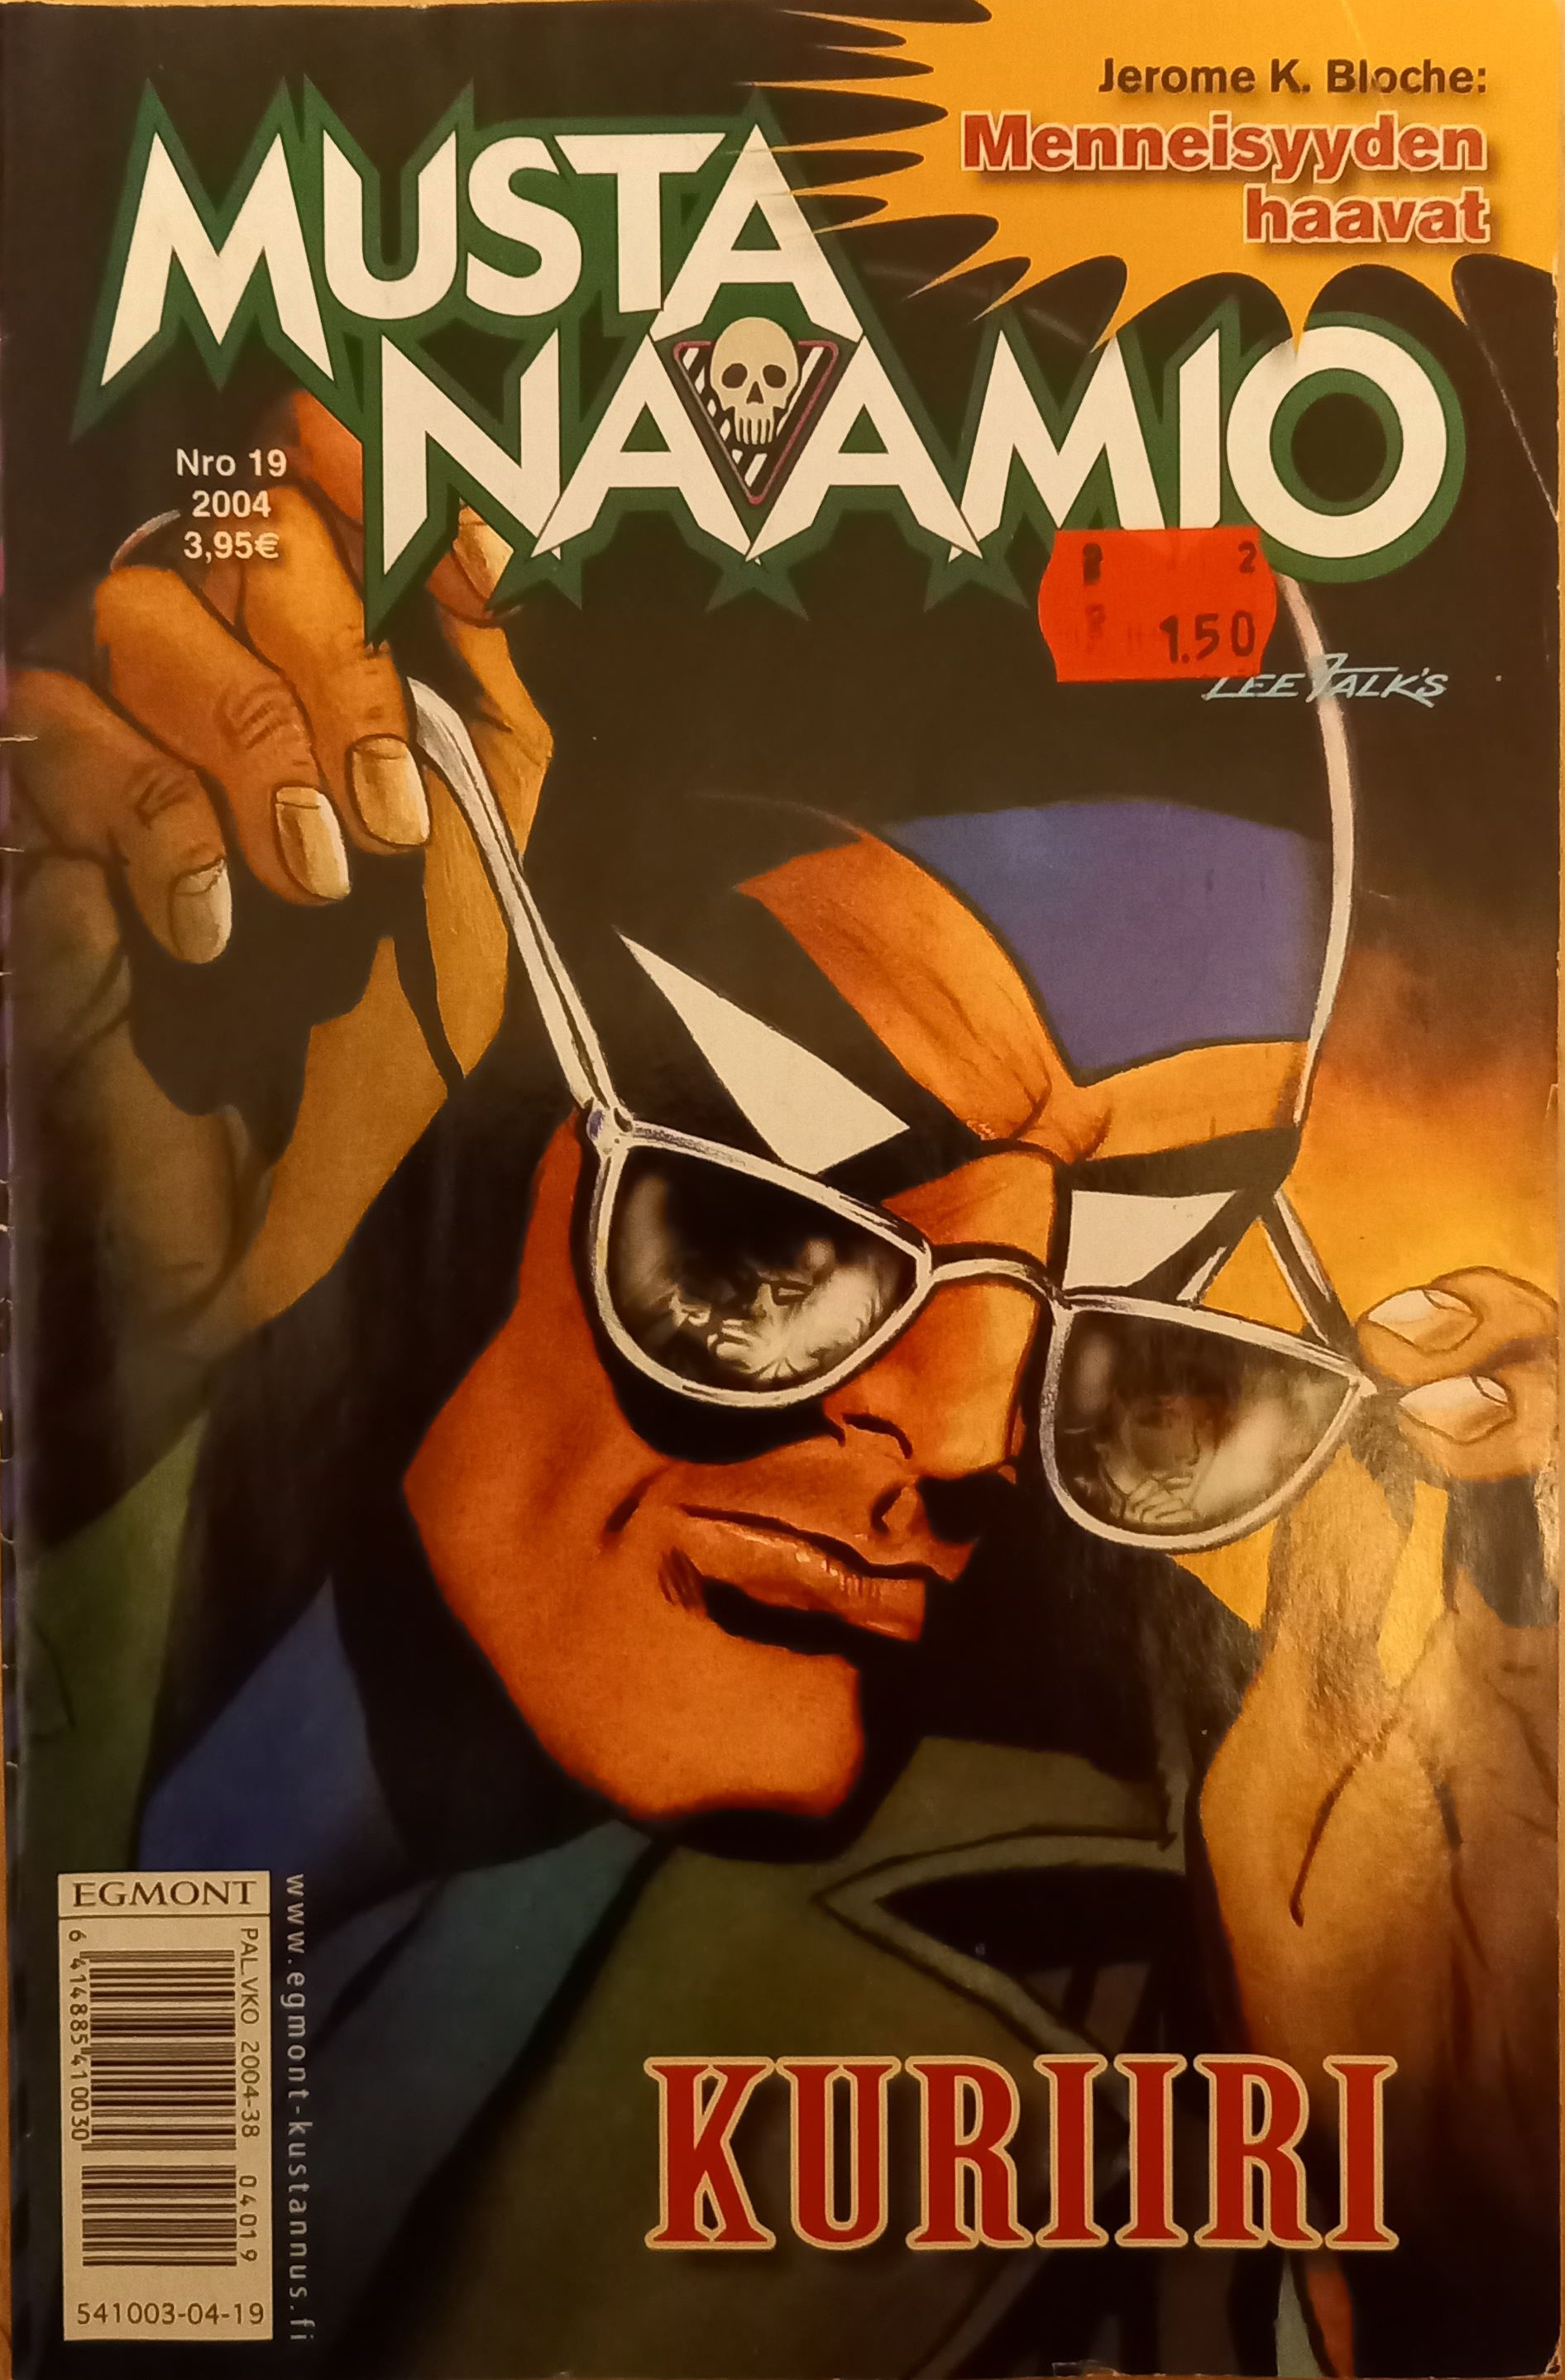 Jerome K. Bloche:
Menneisyyden
haavat
MUSTA
NAAMIO
Nro 19
2004
3,95€
2
1.50
LEE FALK'S
EGMONT
PAL.VKO 2004-38
04019
6 414885 410030
541003-04-19
www.egmont-kustannus.fi
KURIIRI